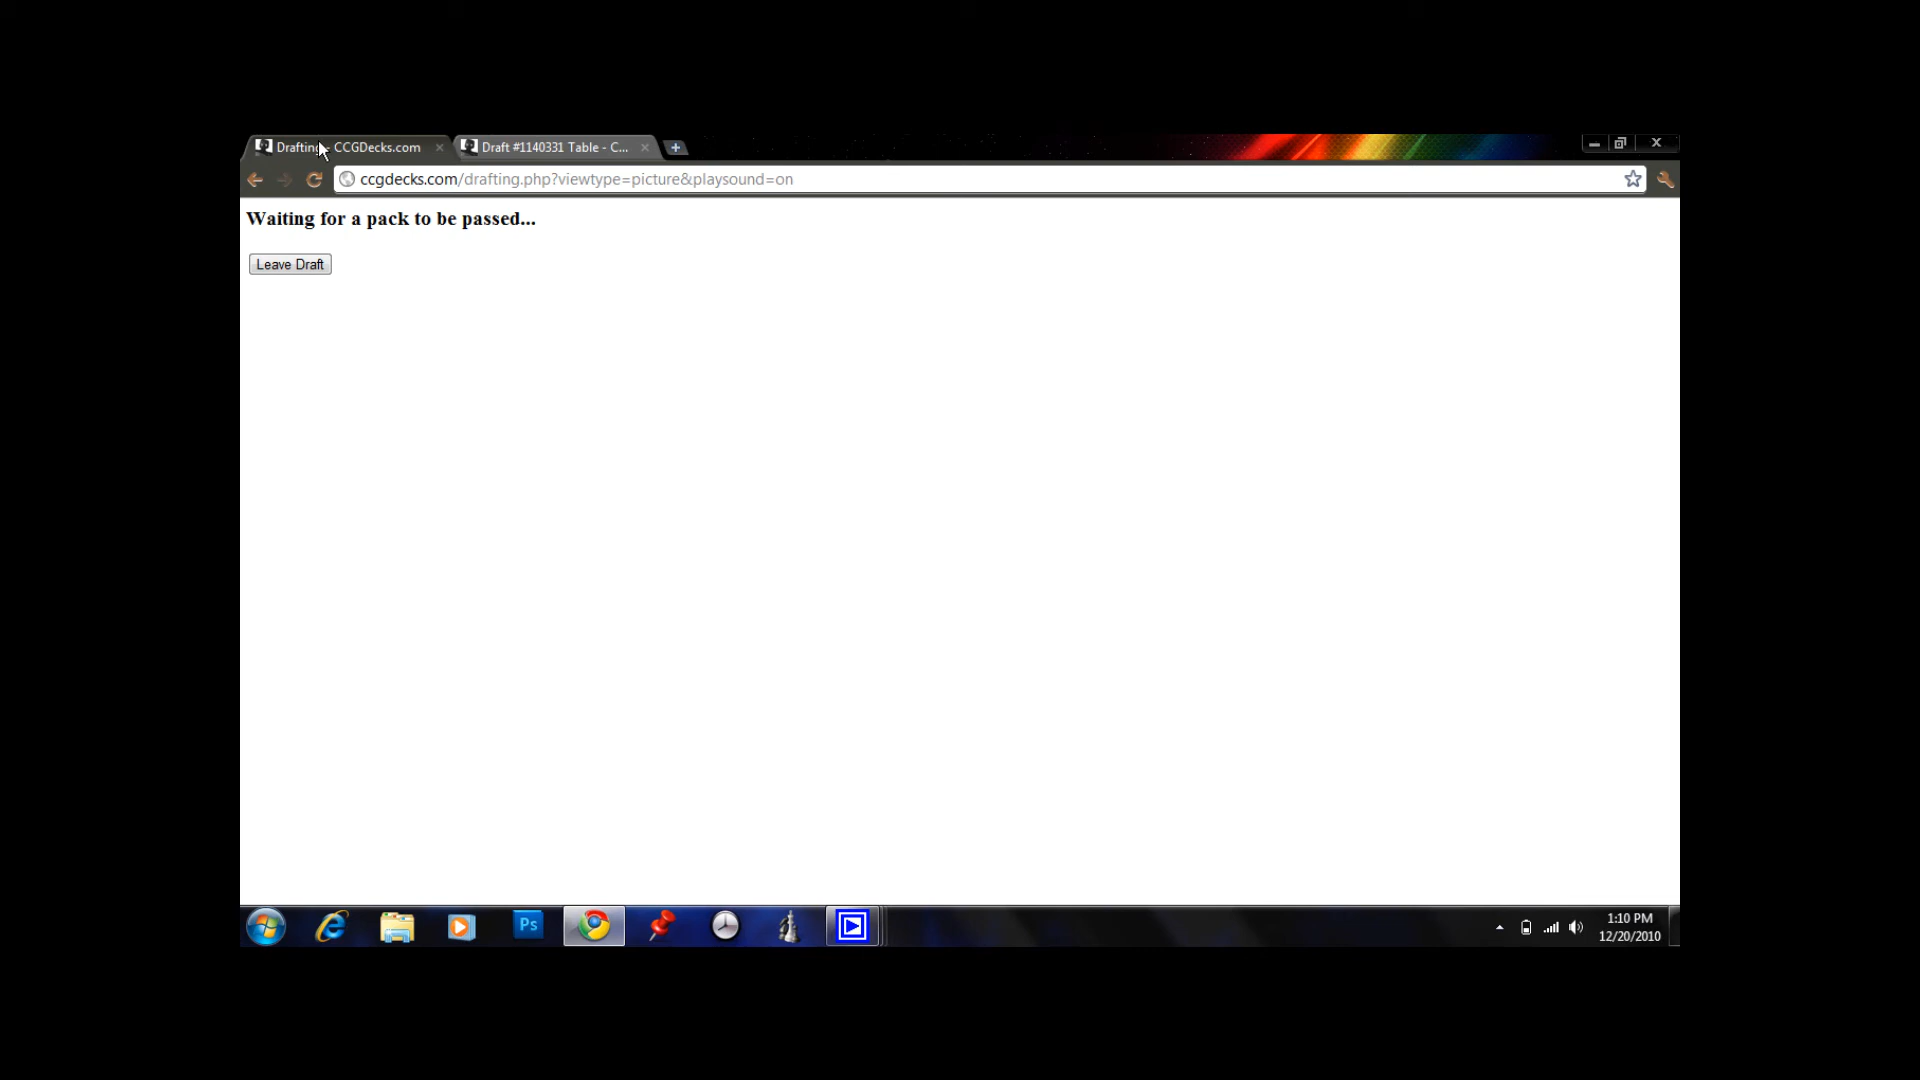 Drafting - CCGDecks.com
Draft #1140331 Table - C...
ccgdecks.com/drafting.php?viewtype=picture&playsound=on
Waiting for a pack to be passed...
Leave Draft
Ps
1:10 PM
12/20/2010